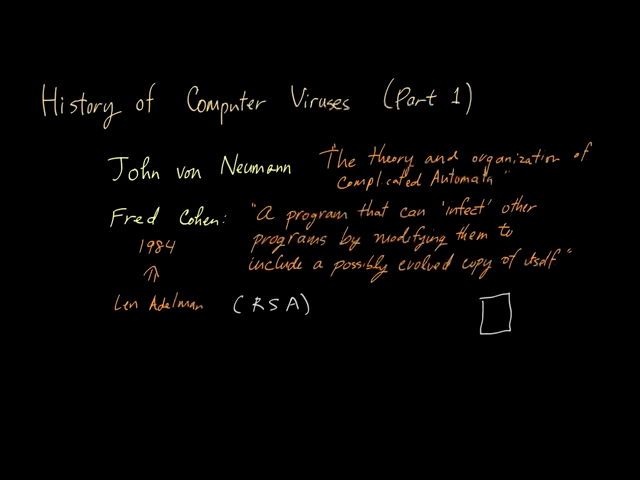 History of Computer Viruses (Part 1)
John von Neumann "The theory and organization of
complicated Automata"
Fred Cohen: "A program that can 'infect' other
1984 programs by modifying them to
include a possibly evolved copy of itself"
Len Adelman (RSA)